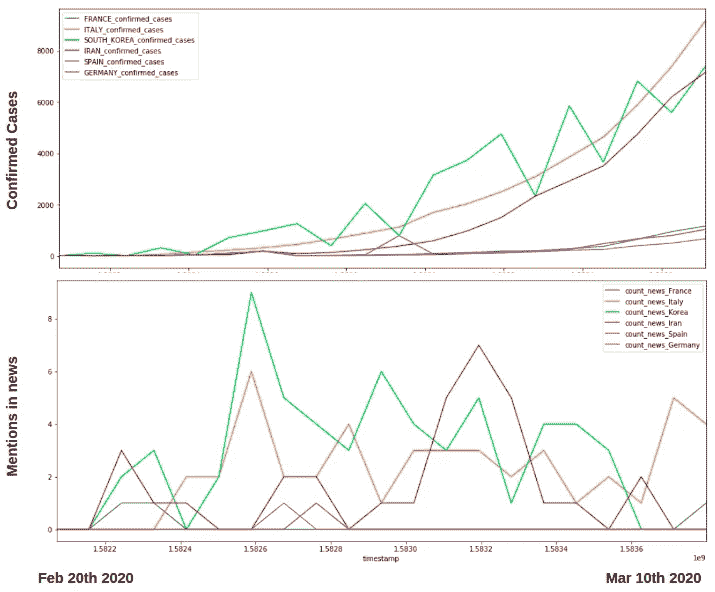 FRANCE_confirmed_cases
ITALY_confirmed_cases
SOUTH_KOREA_confirmed_cases
IRAN_confirmed_cases
SPAIN_confirmed_cases
GERMANY_confirmed_cases
8000
6000
4000
2000
0
Confirmed Cases
count_news_France
count_news_Italy
count_news_Korea
count_news_Iran
count_news_Spain
count_news_Germany
8
6
4
2
0
Mentions in news
1.5822 1.5824 1.5826 1.5828 1.5830 1.5832 1.5834 1.5836
timestamp
1e9
Feb 20th 2020 Mar 10th 2020